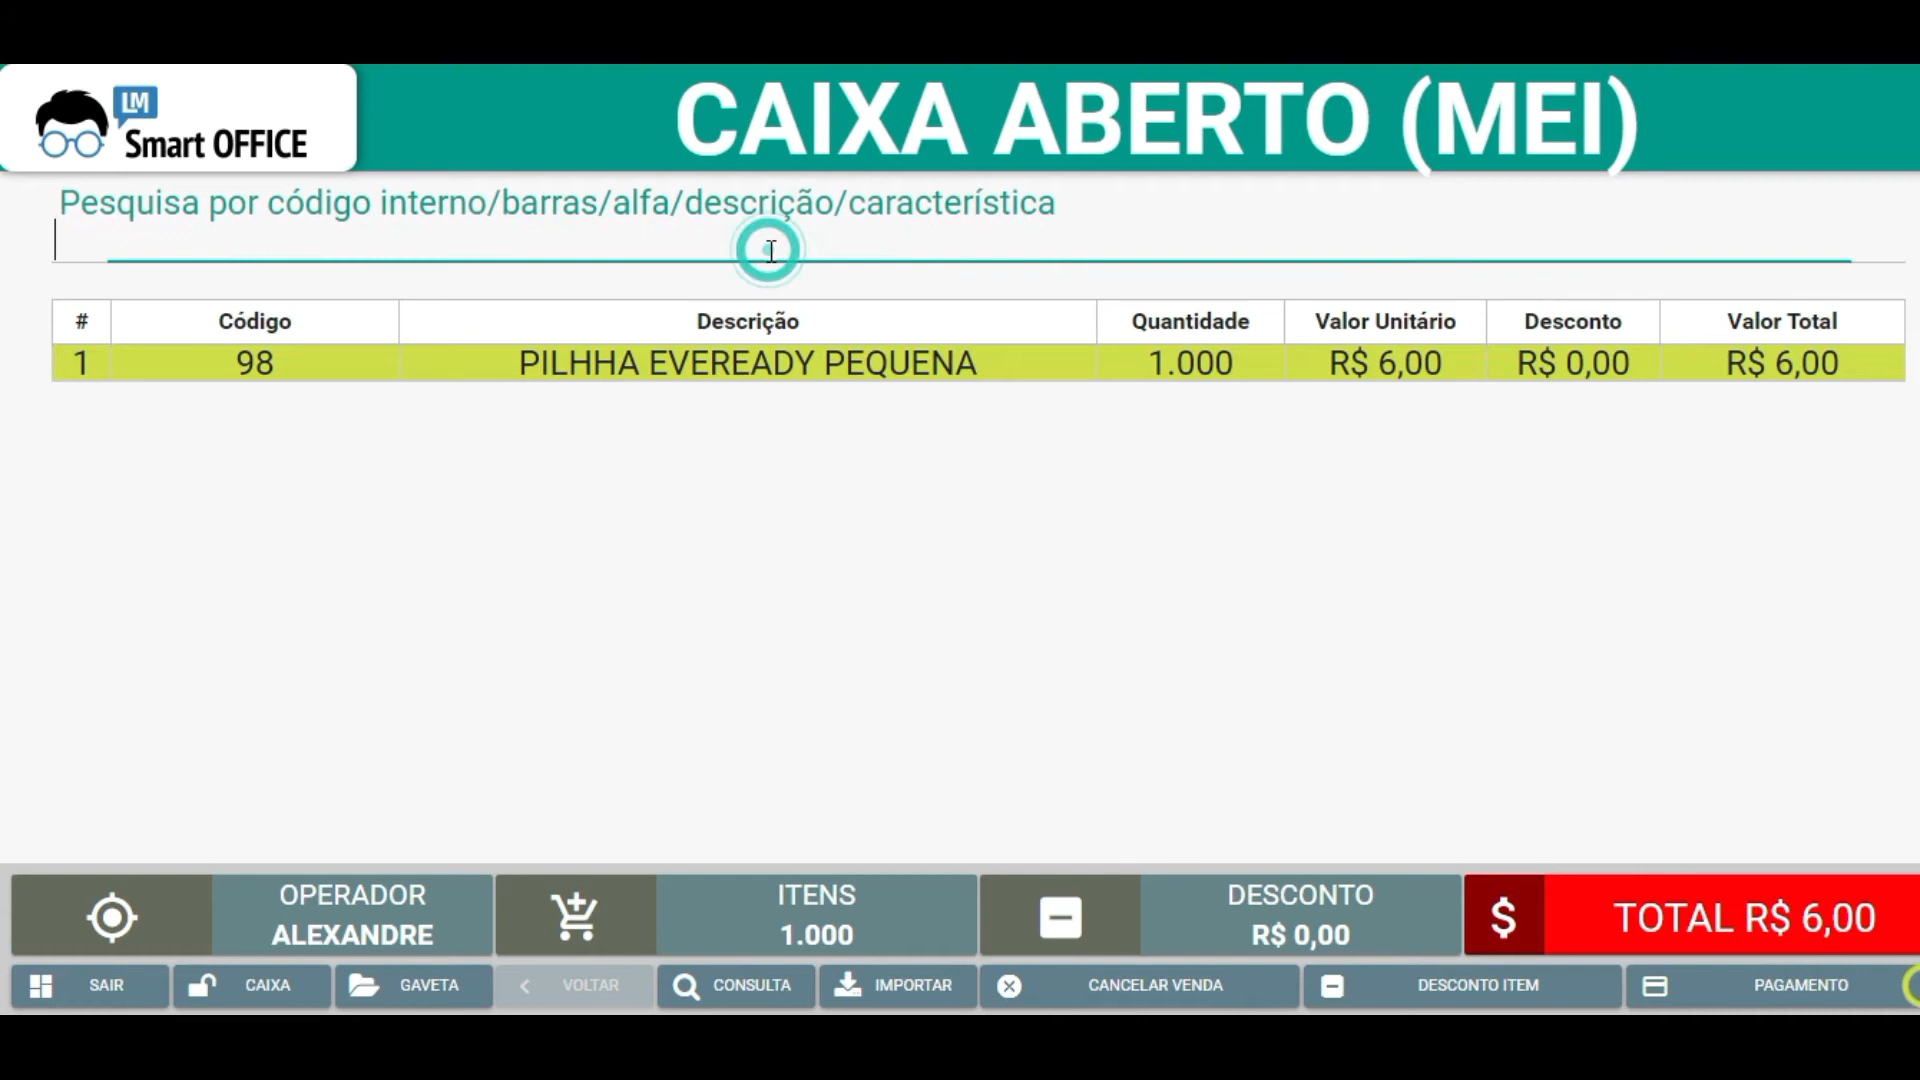 LM
Smart OFFICE
CAIXA ABERTO (MEI)
Pesquisa por código interno/barras/alfa/descrição/característica
# Código Descrição Quantidade Valor Unitário Desconto Valor Total
1 98 PILHHA EVEREADY PEQUENA 1.000 R$ 6,00 R$ 0,00 R$ 6,00
OPERADOR
ALEXANDRE
ITENS
1.000
DESCONTO
R$ 0,00
$ TOTAL R$ 6,00
SAIR CAIXA GAVETA VOLTAR CONSULTA IMPORTAR CANCELAR VENDA DESCONTO ITEM PAGAMENTO